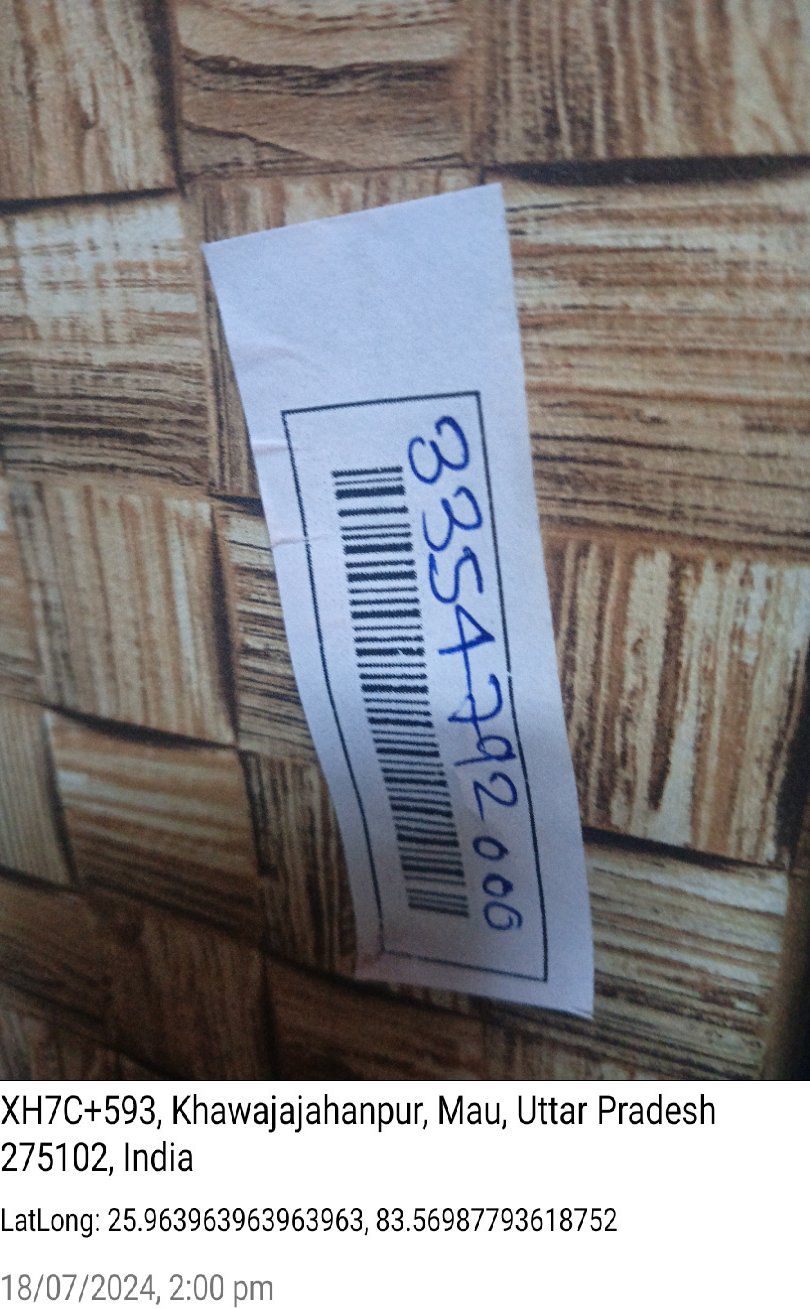 3354792000
XH7C+593, Khawajajahanpur, Mau, Uttar Pradesh
275102, India
LatLong: 25.963963963963963, 83.56987793618752
18/07/2024, 2:00 pm